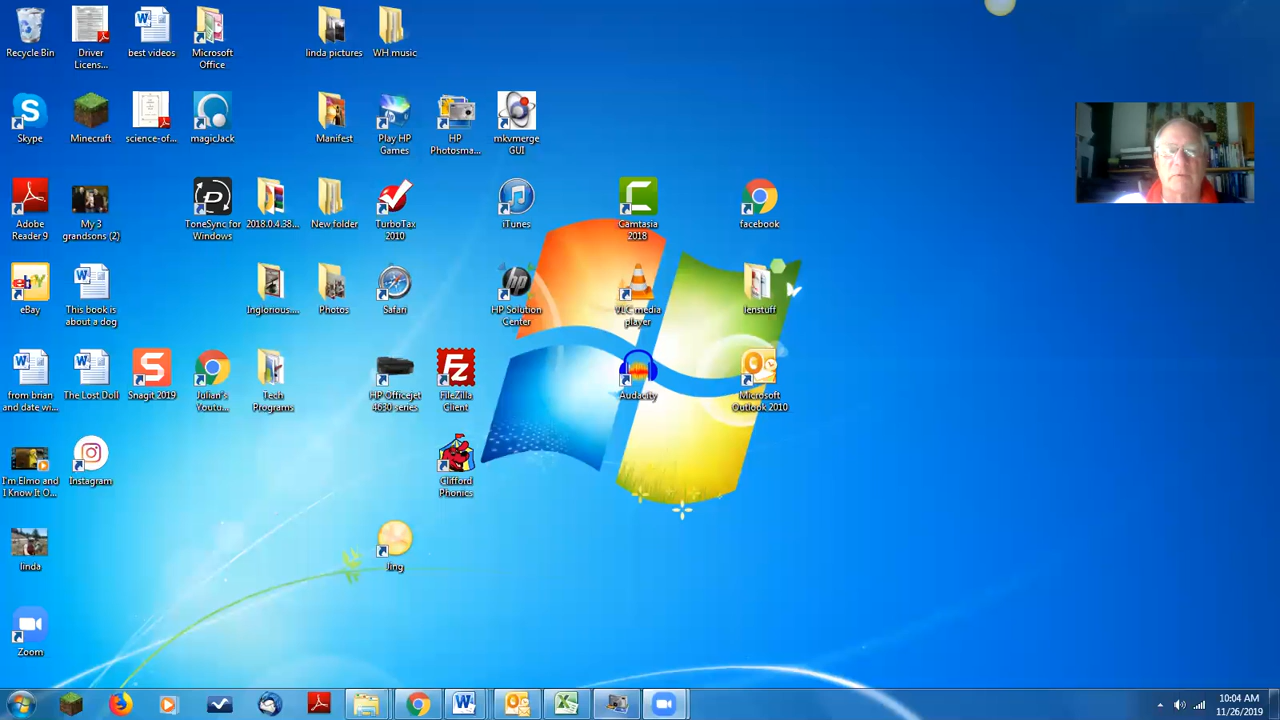 Recycle Bin
Driver
Licens...
best videos
Microsoft
Office
linda pictures
WH music
Skype
Minecraft
science-of...
magicJack
Manifest
Play HP
Games
HP
Photosma...
mkvmerge
GUI
Adobe
Reader 9
My 3
grandsons (2)
ToneSync for
Windows
2018.0.4.38...
New folder
TurboTax
2010
iTunes
Camtasia
2018
facebook
eBay
This book is
about a dog
Inglorious....
Photos
Safari
HP Solution
Center
VLC media
player
lenstuff
from brian
and date wi...
The Lost Doll
Snagit 2019
Julian's
Youtu...
Tech
Programs
HP Officejet
4630 series
FileZilla
Client
Audacity
Microsoft
Outlook 2010
I'm Elmo and
I Know It O...
Instagram
Clifford
Phonics
linda
Jing
Zoom
10:04 AM
11/26/2019